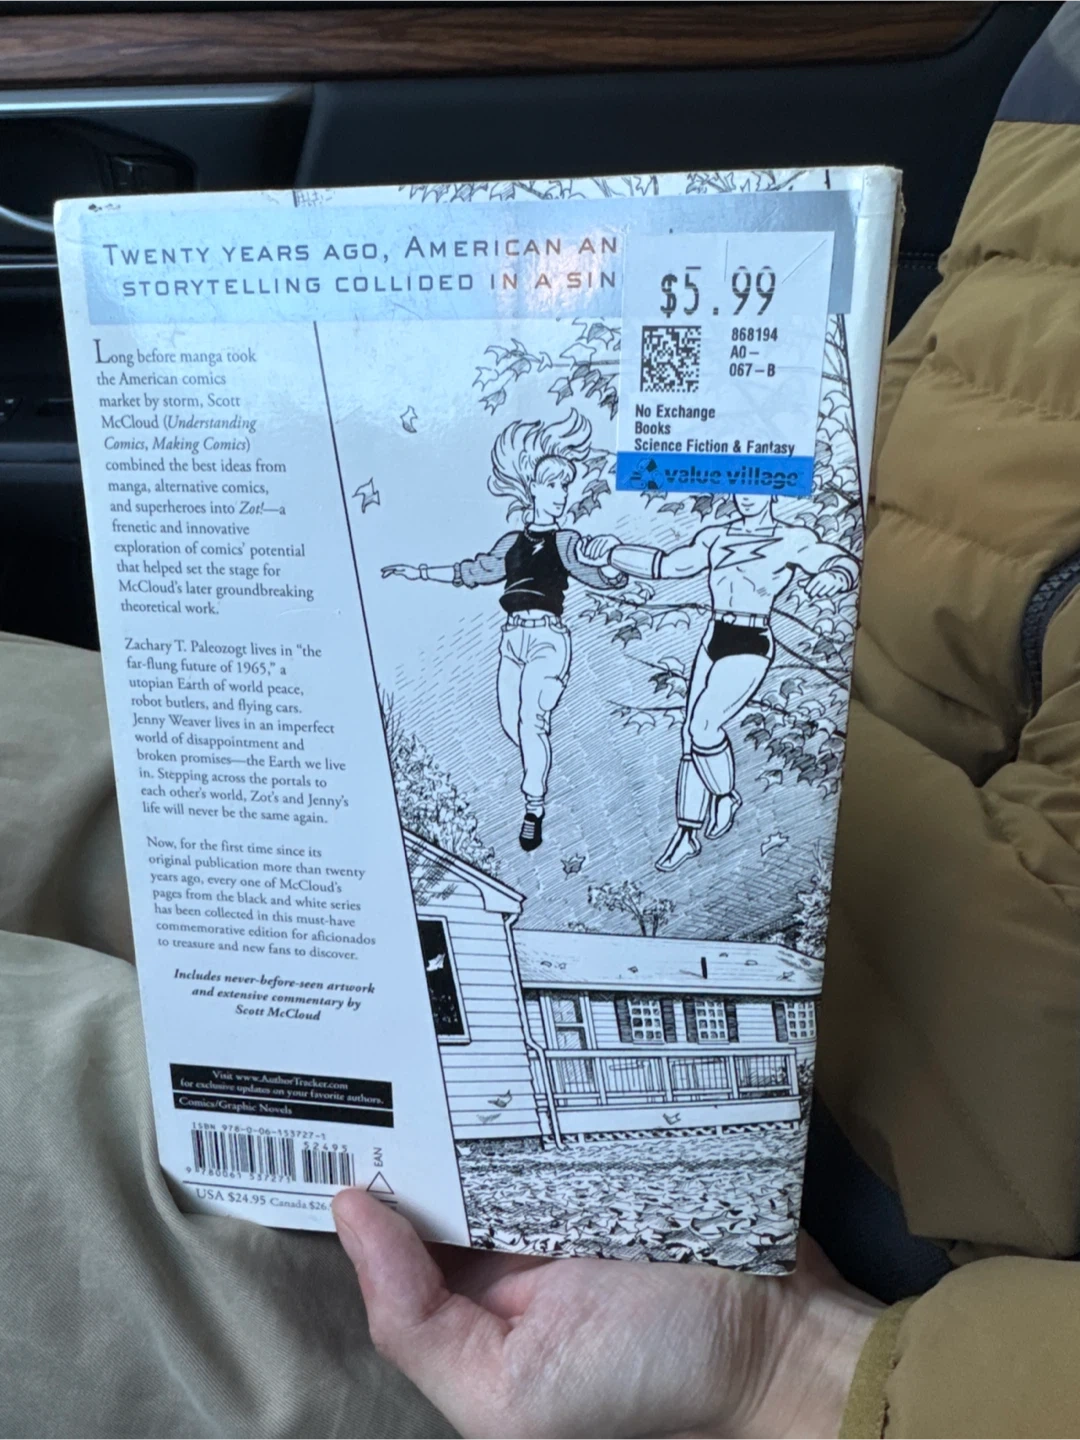 TWENTY YEARS AGO, AMERICAN AN
STORYTELLING COLLIDED IN A SIN
$5.99
868194
A0-
067-B
No Exchange
Books
Science Fiction & Fantasy
value village
Long before manga took
the American comics
market by storm, Scott
McCloud (Understanding
Comics, Making Comics)
combined the best ideas from
manga, alternative comics,
and superheroes into Zot!—a
frenetic and innovative
exploration of comics' potential
that helped set the stage for
McCloud's later groundbreaking
theoretical work.
Zachary T. Paleozogt lives in "the
far-flung future of 1965," a
utopian Earth of world peace,
robot butlers, and flying cars.
Jenny Weaver lives in an imperfect
world of disappointment and
broken promises—the Earth we live
in. Stepping across the portals to
each other's world, Zot's and Jenny's
life will never be the same again.
Now, for the first time since its
original publication more than twenty
years ago, every one of McCloud's
pages from the black and white series
has been collected in this must-have
commemorative edition for aficionados
to treasure and new fans to discover.
Includes never-before-seen artwork
and extensive commentary by
Scott McCloud
Visit www.AuthorTracker.com
for exclusive updates on your favorite authors.
Comics/Graphic Novels
ISBN 978-0-06-153727-1
52495
9 780061 537271
EAN
USA $24.95 Canada $26.